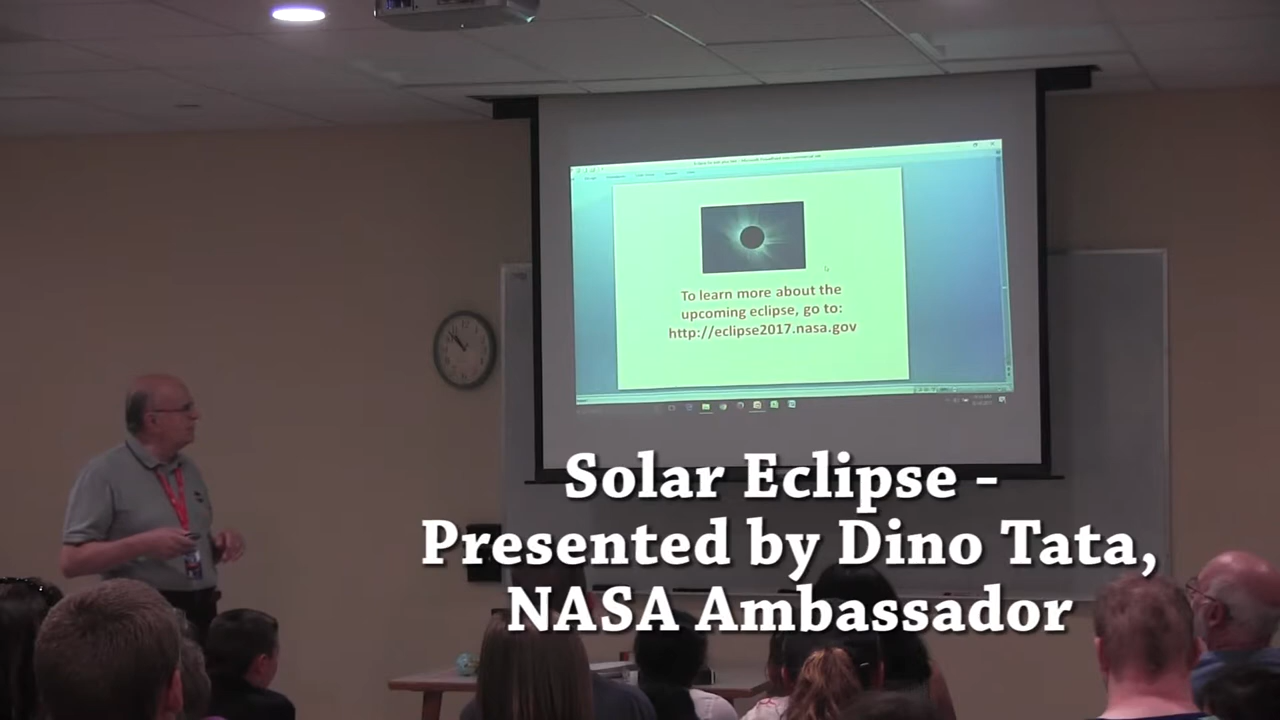 To learn more about the
upcoming eclipse, go to:
http://eclipse2017.nasa.gov
Solar Eclipse -
Presented by Dino Tata,
NASA Ambassador